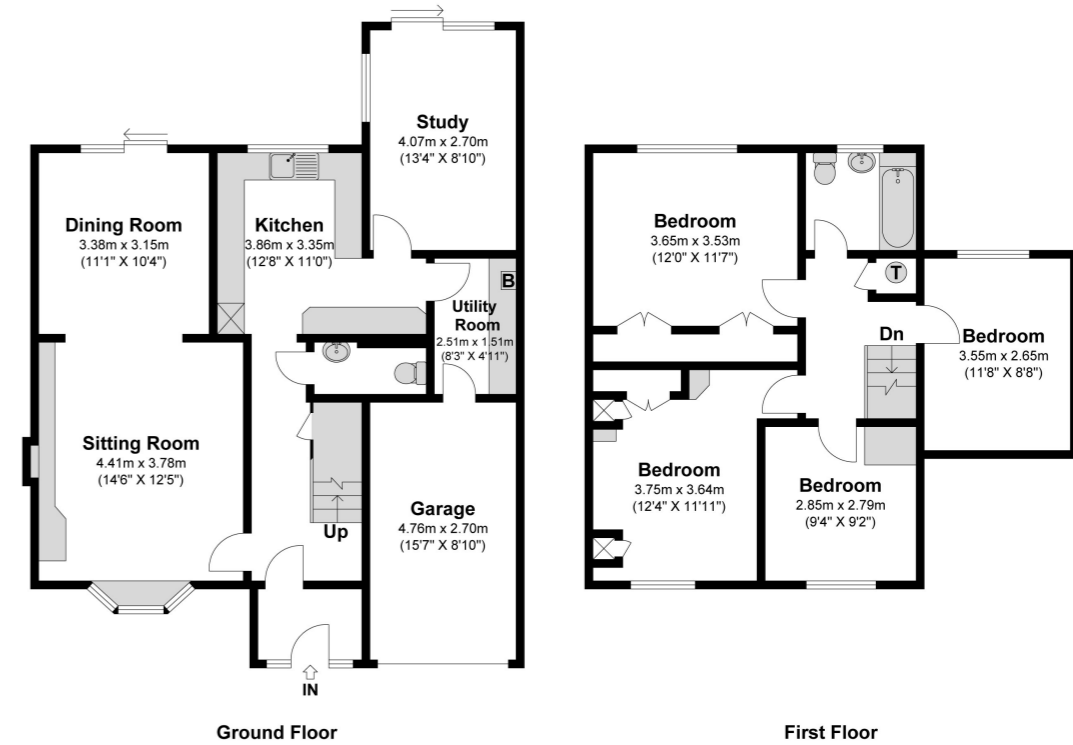 Study
4.07m x 2.70m
(13'4" X 8'10")
Dining Room
3.38m x 3.15m
(11'1" X 10'4")
Kitchen
3.86m x 3.35m
(12'8" X 11'0")
B
Utility
Room
2.51m x 1.51m
(8'3" X 4'11")
Sitting Room
4.41m x 3.78m
(14'6" X 12'5")
Up
Garage
4.76m x 2.70m
(15'7" X 8'10")
IN
Ground Floor
Bedroom
3.65m x 3.53m
(12'0" X 11'7")
T
Dn
Bedroom
3.55m x 2.65m
(11'8" X 8'8")
Bedroom
3.75m x 3.64m
(12'4" X 11'11")
Bedroom
2.85m x 2.79m
(9'4" X 9'2")
First Floor